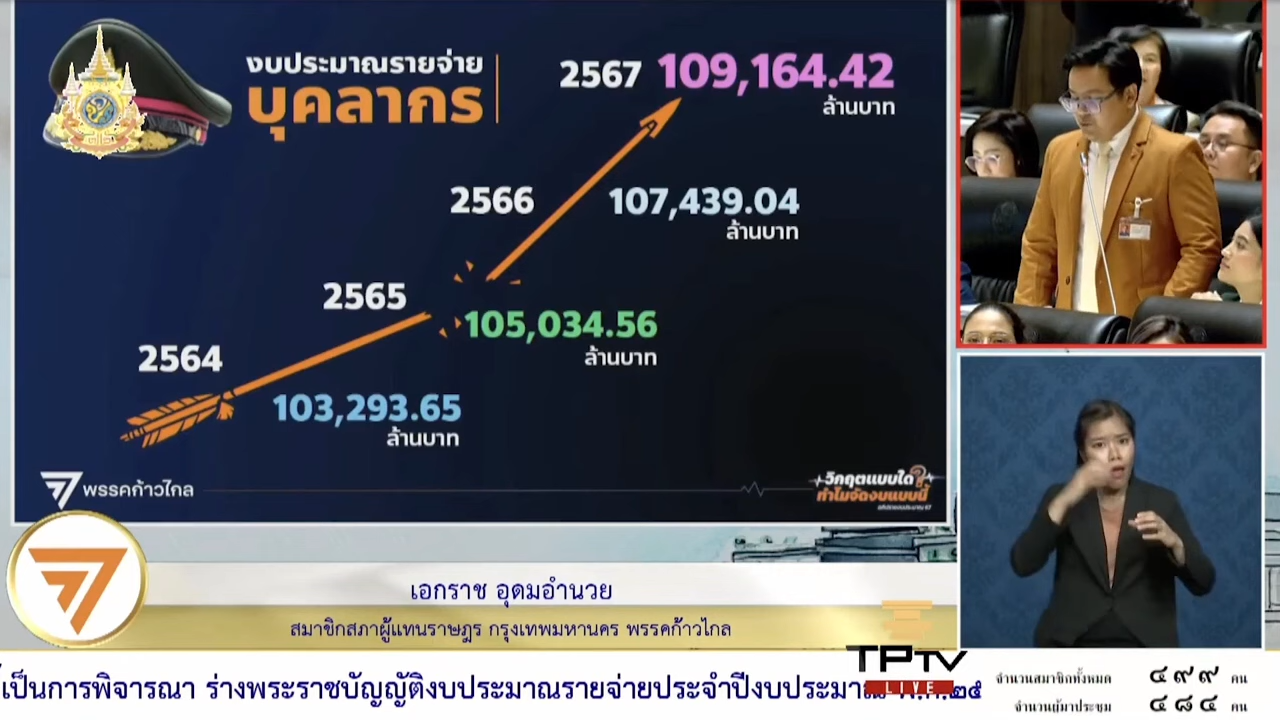 งบประมาณรายจ่าย
บุคลากร
2567 109,164.42
ล้านบาท
2566
107,439.04
ล้านบาท
2565
105,034.56
ล้านบาท
2564
103,293.65
ล้านบาท
พรรคก้าวไกล
วิกฤตแบบใด?
ทำไมจัดงบแบบนี้
เอกราช อุดมอำนวย
สมาชิกสภาผู้แทนราษฎร กรุงเทพมหานคร พรรคก้าวไกล
TPTV
LIVE
เป็นการพิจารณา ร่างพระราชบัญญัติงบประมาณรายจ่ายประจำปีงบประมาณ พ.ศ.๒๕
จำนวนสมาชิกทั้งหมด ๔๙๙ คน
จำนวนผู้มาประชุม ๔๘๔ คน